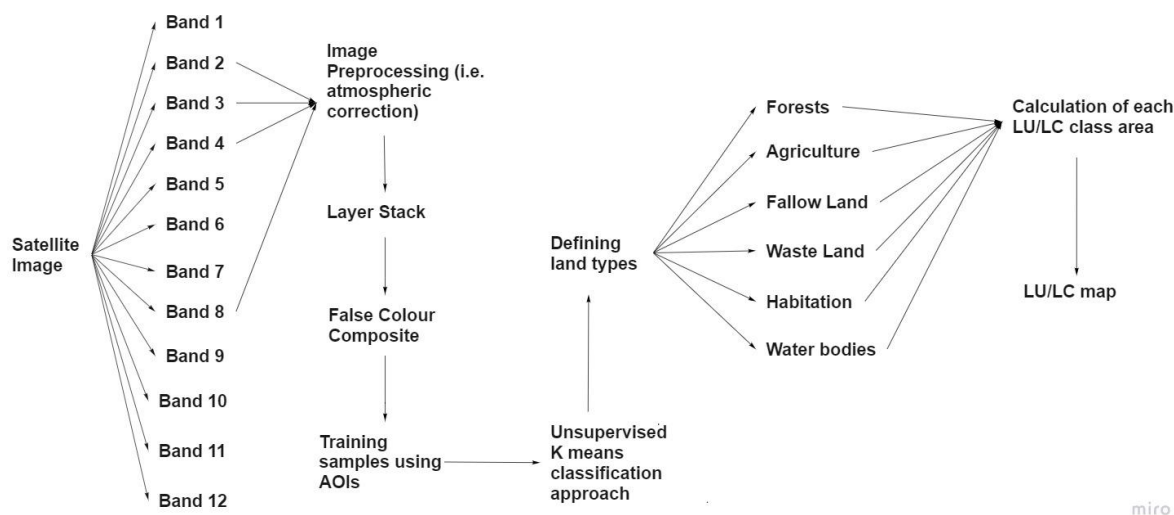 Satellite
Image
Band 1
Band 2
Band 3
Band 4
Band 5
Band 6
Band 7
Band 8
Band 9
Band 10
Band 11
Band 12
Image
Preprocessing (i.e.
atmospheric
correction)
Layer Stack
False Colour
Composite
Training
samples using
AOIs
Unsupervised
K means
classification
approach
Defining
land types
Forests
Agriculture
Fallow Land
Waste Land
Habitation
Water bodies
Calculation of each
LU/LC class area
LU/LC map
miro